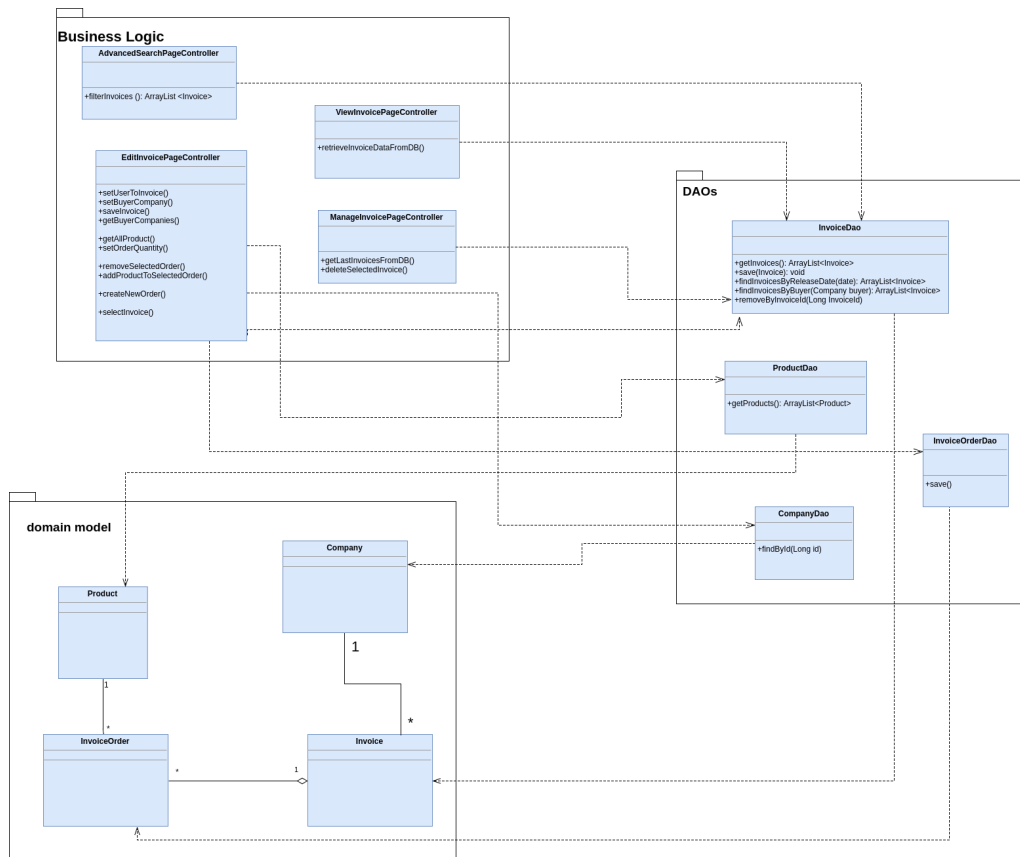 Business Logic
AdvancedSearchPageController
+filterInvoices (): ArrayList <Invoice>
ViewInvoicePageController
+retrieveInvoiceDataFromDB()
EditInvoicePageController
+setUserToInvoice()
+setBuyerCompany()
+saveInvoice()
+getBuyerCompanies()
+getAllProduct()
+setOrderQuantity()
+removeSelectedOrder()
+addProductToSelectedOrder()
+createNewOrder()
+selectInvoice()
ManageInvoicePageController
+getLastInvoicesFromDB()
+deleteSelectedInvoice()
DAOs
InvoiceDao
+getInvoices(): ArrayList<Invoice>
+save(Invoice): void
+findInvoicesByReleaseDate(date): ArrayList<Invoice>
+findInvoicesByBuyer(Company buyer): ArrayList<Invoice>
+removeByInvoiceId(Long InvoiceId)
ProductDao
+getProducts(): ArrayList<Product>
InvoiceOrderDao
+save()
CompanyDao
+findById(Long id)
domain model
Company
Product
1
*
1
*
InvoiceOrder
Invoice
*
1